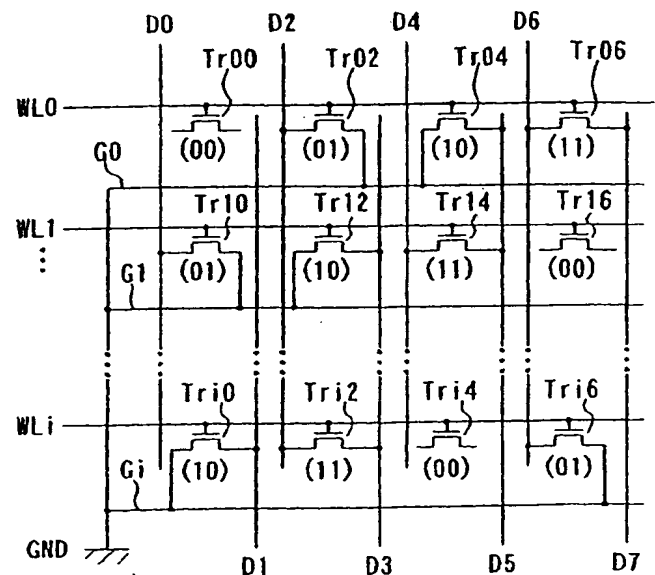 D0 D2 D4 D6
Tr00 Tr02 Tr04 Tr06
WL0
(00) (01) (10) (11)
G0
Tr10 Tr12 Tr14 Tr16
WL1
(01) (10) (11) (00)
G1
Tri0 Tri2 Tri4 Tri6
WLi
(10) (11) (00) (01)
Gi
GND
D1 D3 D5 D7